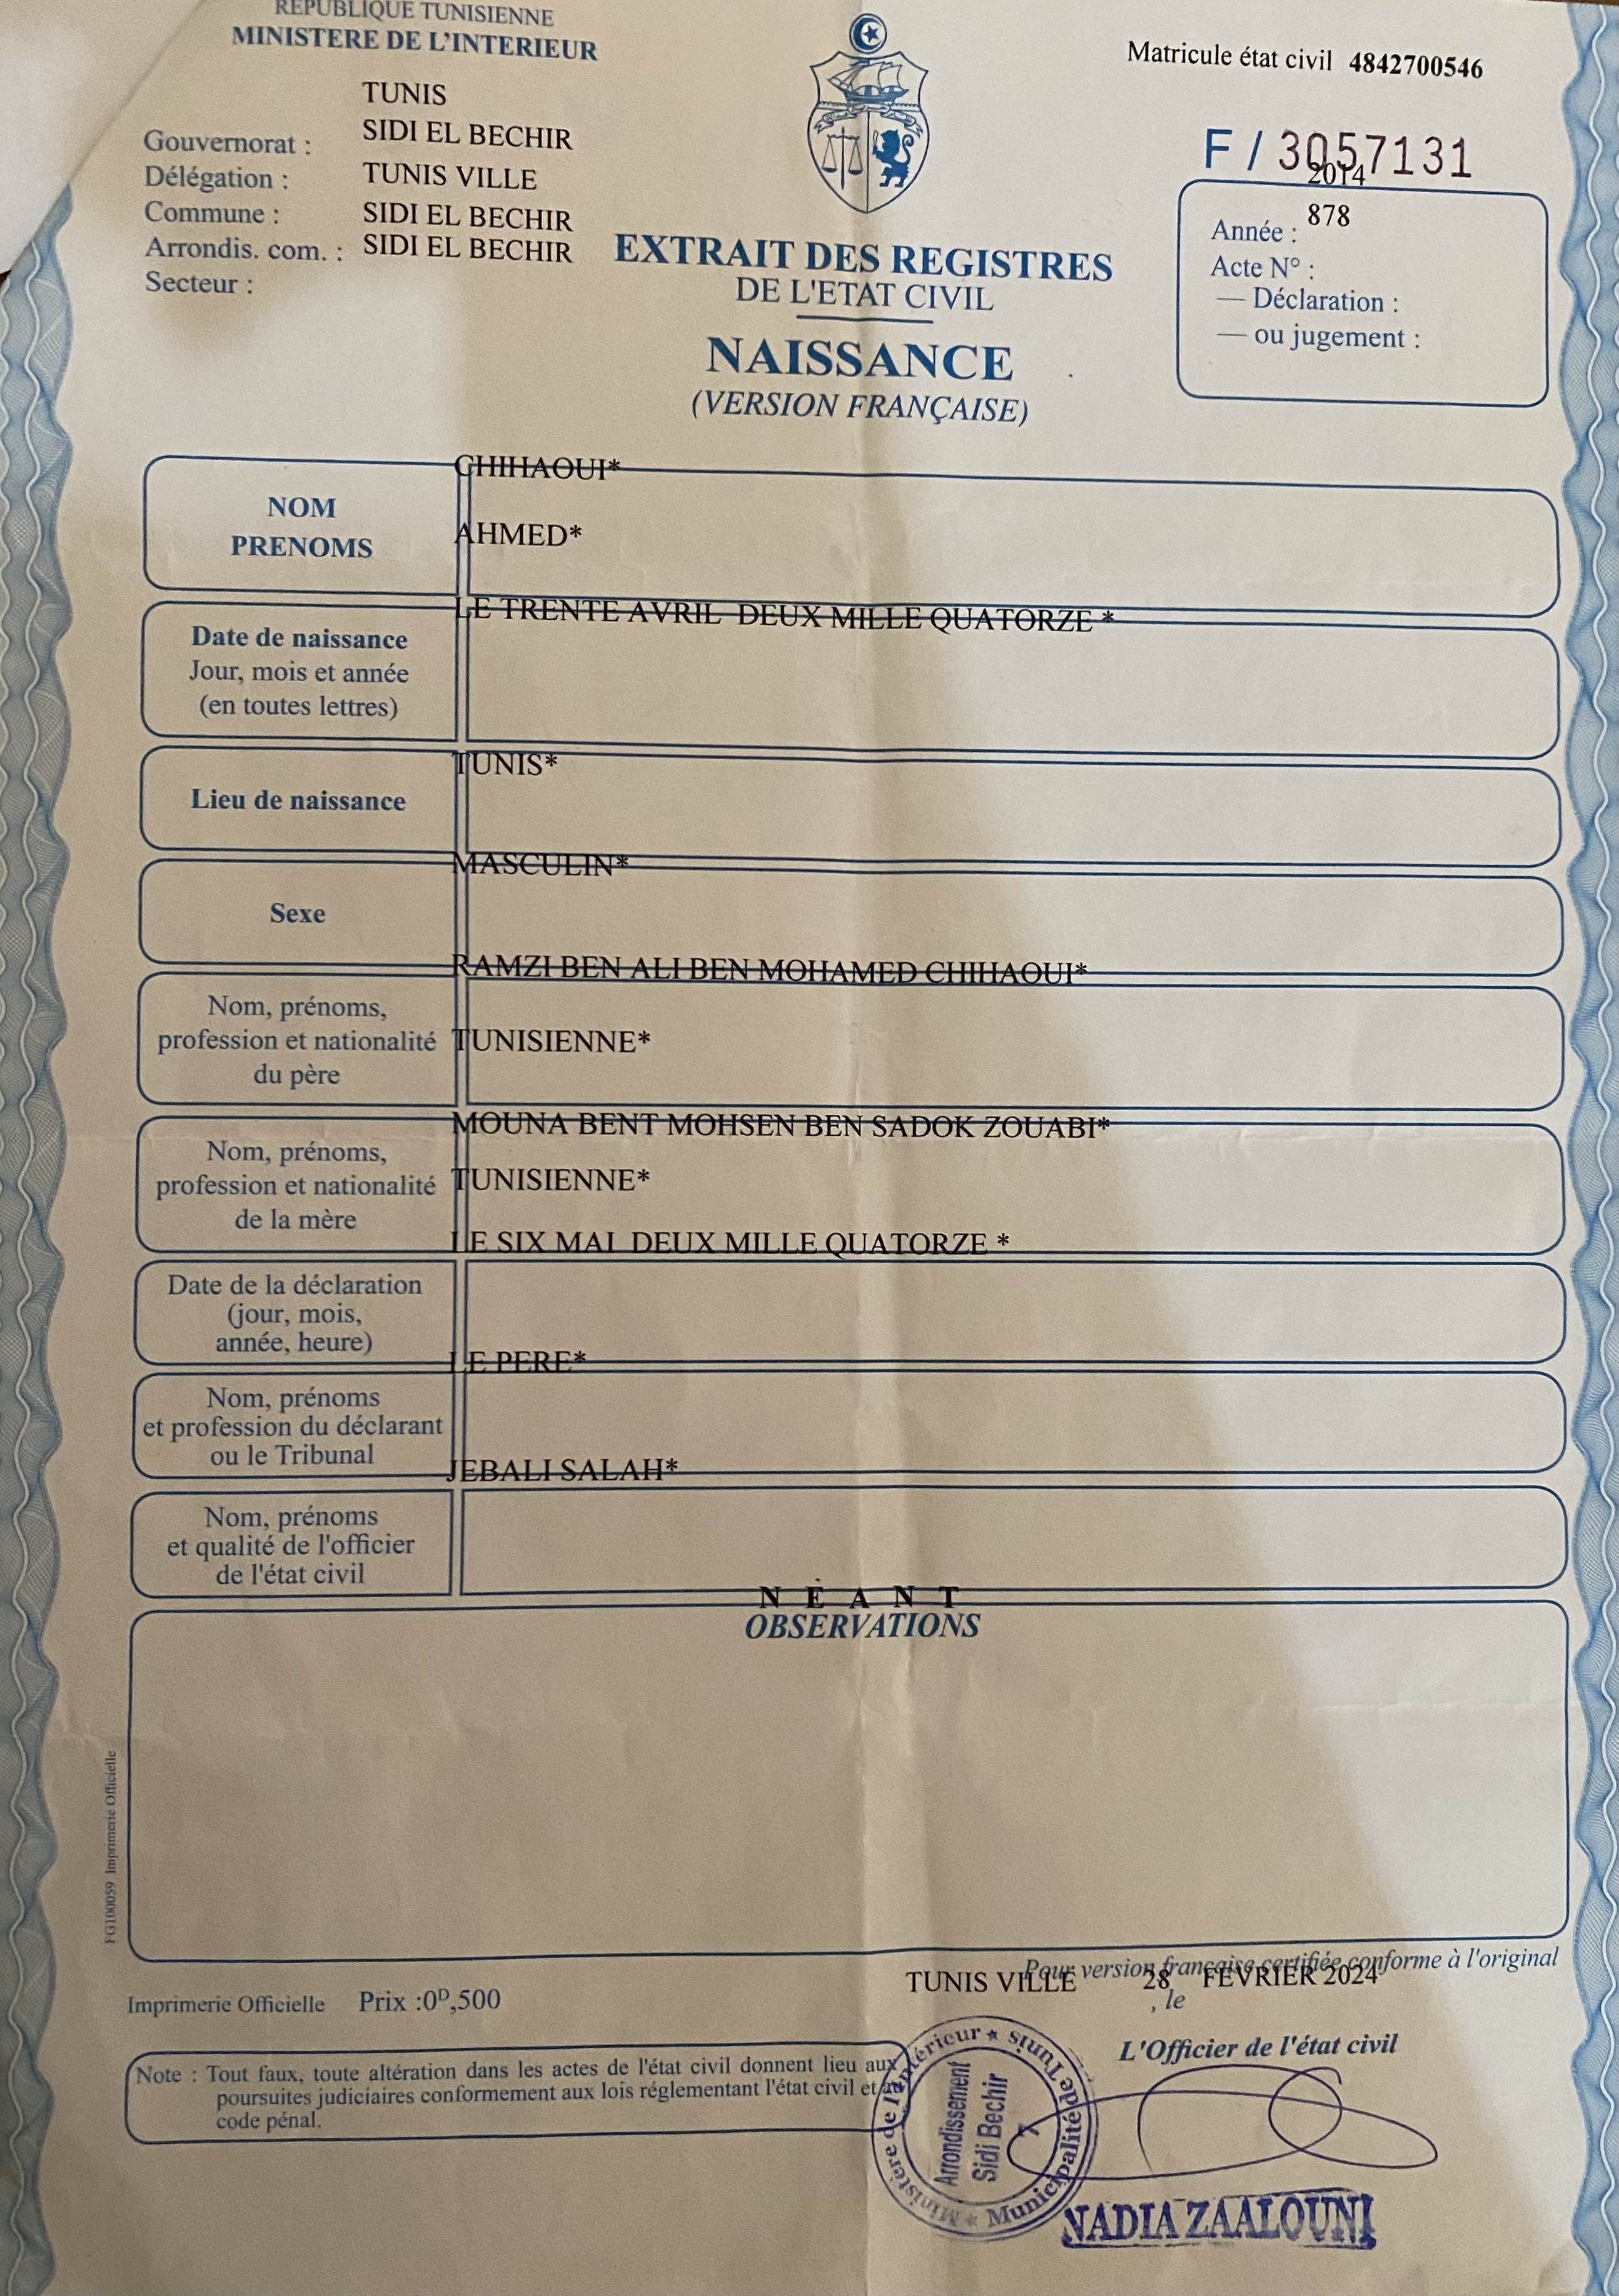 REPUBLIQUE TUNISIENNE
MINISTERE DE L'INTERIEUR
Matricule état civil 4842700546
TUNIS
Gouvernorat : SIDI EL BECHIR
Délégation : TUNIS VILLE
Commune : SIDI EL BECHIR
Arrondis. com. : SIDI EL BECHIR
Secteur :
F / 3057131
2014
Année : 878
Acte N° :
— Déclaration :
— ou jugement :
EXTRAIT DES REGISTRES
DE L'ETAT CIVIL
NAISSANCE
(VERSION FRANÇAISE)
CHIHAOUI*
NOM
PRENOMS
AHMED*
LE TRENTE AVRIL DEUX MILLE QUATORZE *
Date de naissance
Jour, mois et année
(en toutes lettres)
TUNIS*
Lieu de naissance
MASCULIN*
Sexe
RAMZI BEN ALI BEN MOHAMED CHIHAOUI*
Nom, prénoms,
profession et nationalité
du père
TUNISIENNE*
MOUNA BENT MOHSEN BEN SADOK ZOUABI*
Nom, prénoms,
profession et nationalité
de la mère
TUNISIENNE*
LE SIX MAI DEUX MILLE QUATORZE *
Date de la déclaration
(jour, mois,
année, heure)
LE PERE*
Nom, prénoms
et profession du déclarant
ou le Tribunal
JEBALI SALAH*
Nom, prénoms
et qualité de l'officier
de l'état civil
N É A N T
OBSERVATIONS
FG100059 Imprimerie Officielle
Pour version française certifiée conforme à l'original
TUNIS VILLE 28 FEVRIER 2024
, le
Imprimerie Officielle Prix :0ᴰ,500
L'Officier de l'état civil
Note : Tout faux, toute altération dans les actes de l'état civil donnent lieu aux
poursuites judiciaires conformement aux lois réglementant l'état civil et
code pénal.
Ministère de l'Intérieur * Municipalité de Tunis *
Arrondissement
Sidi Bechir
7
NADIA ZAALOUNI